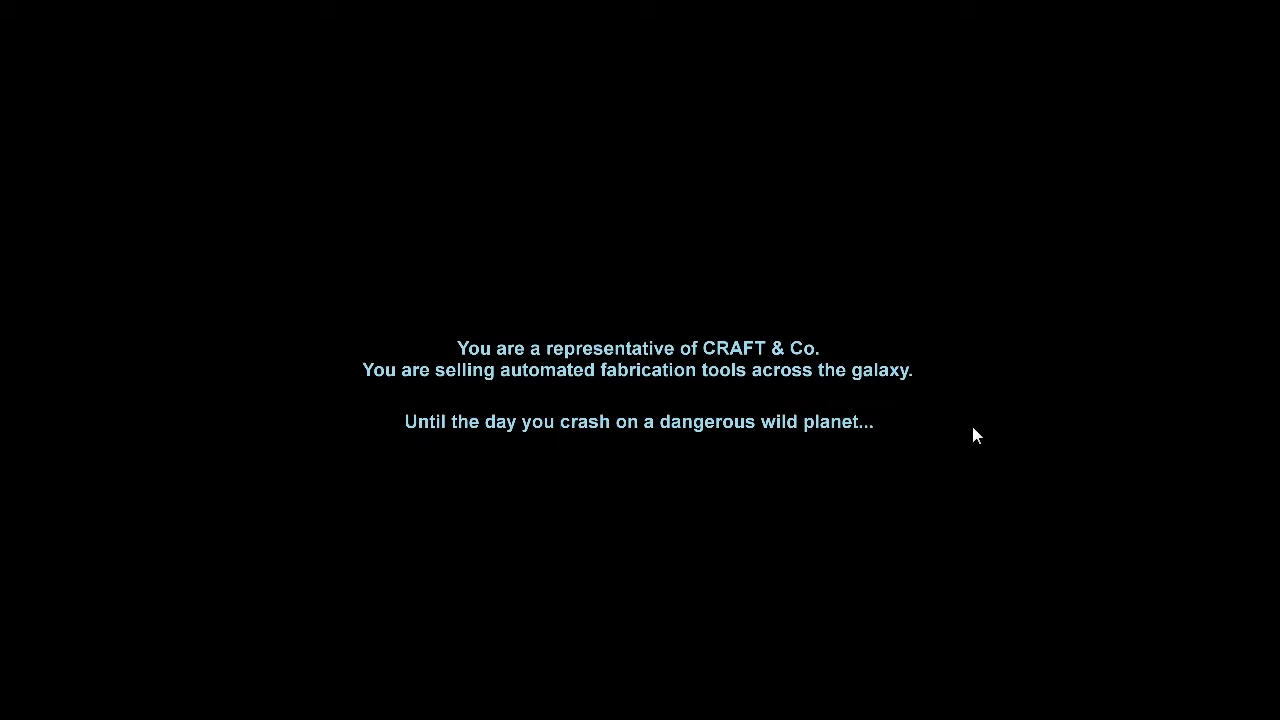 You are a representative of CRAFT & Co.
You are selling automated fabrication tools across the galaxy.
Until the day you crash on a dangerous wild planet...